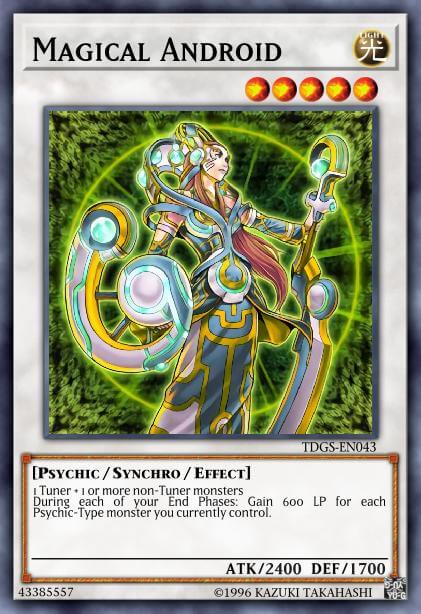 Magical Android
LIGHT
光
TDGS-EN043
[Psychic / Synchro / Effect]
1 Tuner + 1 or more non-Tuner monsters
During each of your End Phases: Gain 600 LP for each
Psychic-Type monster you currently control.
ATK/2400 DEF/1700
43385557
©1996 KAZUKI TAKAHASHI